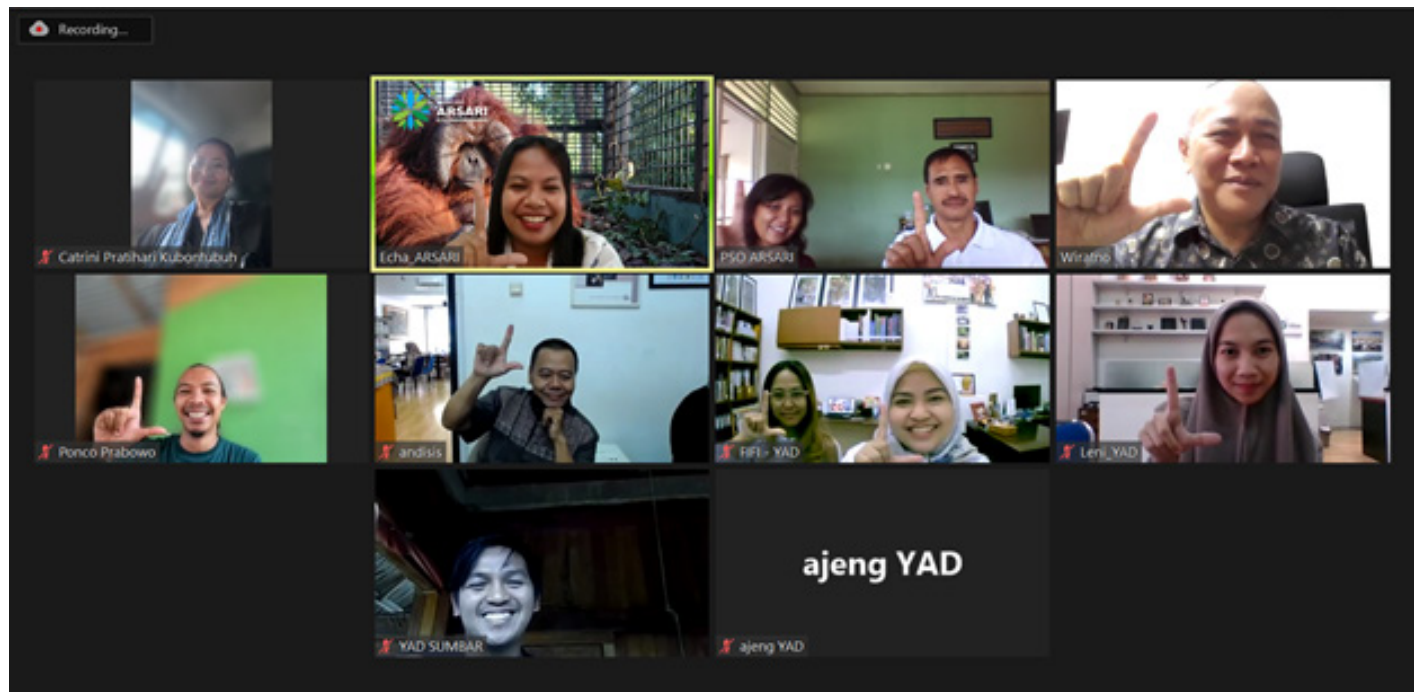 Recording...
ARSARI
Catrini Pratihari Kubontubuh
Echa_ARSARI
PSO ARSARI
Wiratno
Ponco Prabowo
andisis
FIFI - YAD
Leni_YAD
YAD SUMBAR
ajeng YAD
ajeng YAD